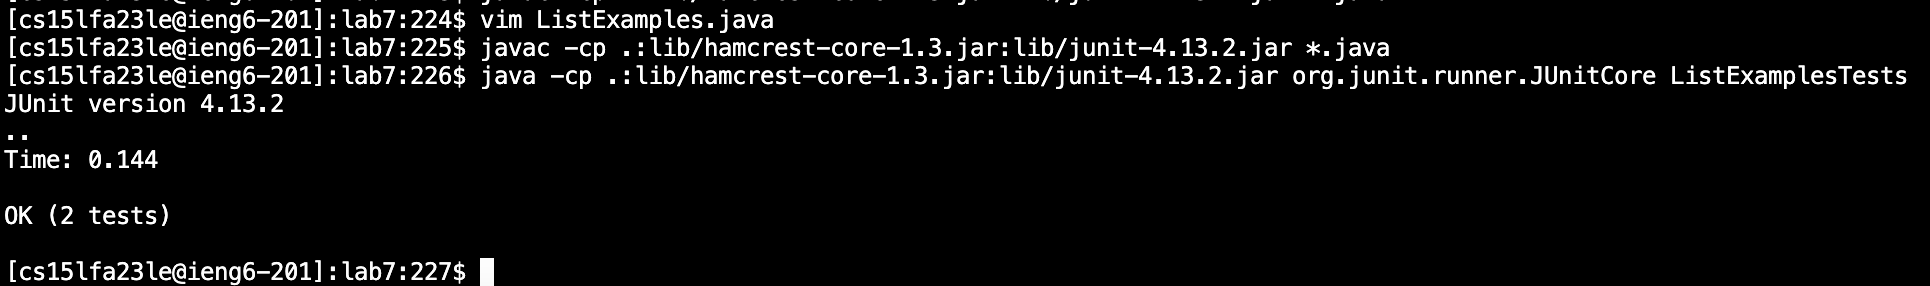 [cs15lfa23le@ieng6-201]:lab7:224$ vim ListExamples.java
[cs15lfa23le@ieng6-201]:lab7:225$ javac -cp .:lib/hamcrest-core-1.3.jar:lib/junit-4.13.2.jar *.java
[cs15lfa23le@ieng6-201]:lab7:226$ java -cp .:lib/hamcrest-core-1.3.jar:lib/junit-4.13.2.jar org.junit.runner.JUnitCore ListExamplesTests
JUnit version 4.13.2
..
Time: 0.144
OK (2 tests)
[cs15lfa23le@ieng6-201]:lab7:227$